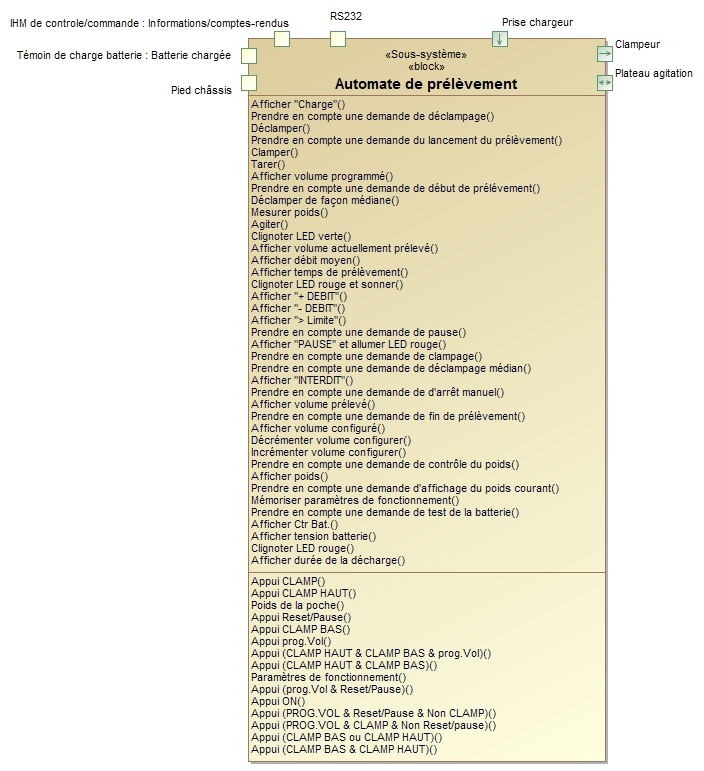 RS232
IHM de controle/commande : Informations/comptes-rendus
Prise chargeur
Témoin de charge batterie : Batterie chargée
Clampeur
Pied châssis
Plateau agitation
«Sous-système»
«block»
Automate de prélèvement
Afficher "Charge"()
Prendre en compte une demande de déclampage()
Déclamper()
Prendre en compte une demande du lancement du prélèvement()
Clamper()
Tarer()
Afficher volume programmé()
Prendre en compte une demande de début de prélévement()
Déclamper de façon médiane()
Mesurer poids()
Agiter()
Clignoter LED verte()
Afficher volume actuellement prélevé()
Afficher débit moyen()
Afficher temps de prélèvement()
Clignoter LED rouge et sonner()
Afficher "+ DEBIT"()
Afficher "- DEBIT"()
Afficher "> Limite"()
Prendre en compte une demande de pause()
Afficher "PAUSE" et allumer LED rouge()
Prendre en compte une demande de clampage()
Prendre en compte une demande de déclampage médian()
Afficher "INTERDIT"()
Prendre en compte une demande de d'arrêt manuel()
Afficher volume prélevé()
Prendre en compte une demande de fin de prélèvement()
Afficher volume configuré()
Décrémenter volume configurer()
Incrémenter volume configurer()
Prendre en compte une demande de contrôle du poids()
Afficher poids()
Prendre en compte une demande d'affichage du poids courant()
Mémoriser paramètres de fonctionnement()
Prendre en compte une demande de test de la batterie()
Afficher Ctr Bat.()
Afficher tension batterie()
Clignoter LED rouge()
Afficher durée de la décharge()
Appui CLAMP()
Appui CLAMP HAUT()
Poids de la poche()
Appui Reset/Pause()
Appui CLAMP BAS()
Appui prog.Vol()
Appui (CLAMP HAUT & CLAMP BAS & prog.Vol)()
Appui (CLAMP HAUT & CLAMP BAS)()
Paramètres de fonctionnement()
Appui (prog.Vol & Reset/Pause)()
Appui ON()
Appui (PROG.VOL & Reset/Pause & Non CLAMP)()
Appui (PROG.VOL & CLAMP & Non Reset/pause)()
Appui (CLAMP BAS ou CLAMP HAUT)()
Appui (CLAMP BAS & CLAMP HAUT)()